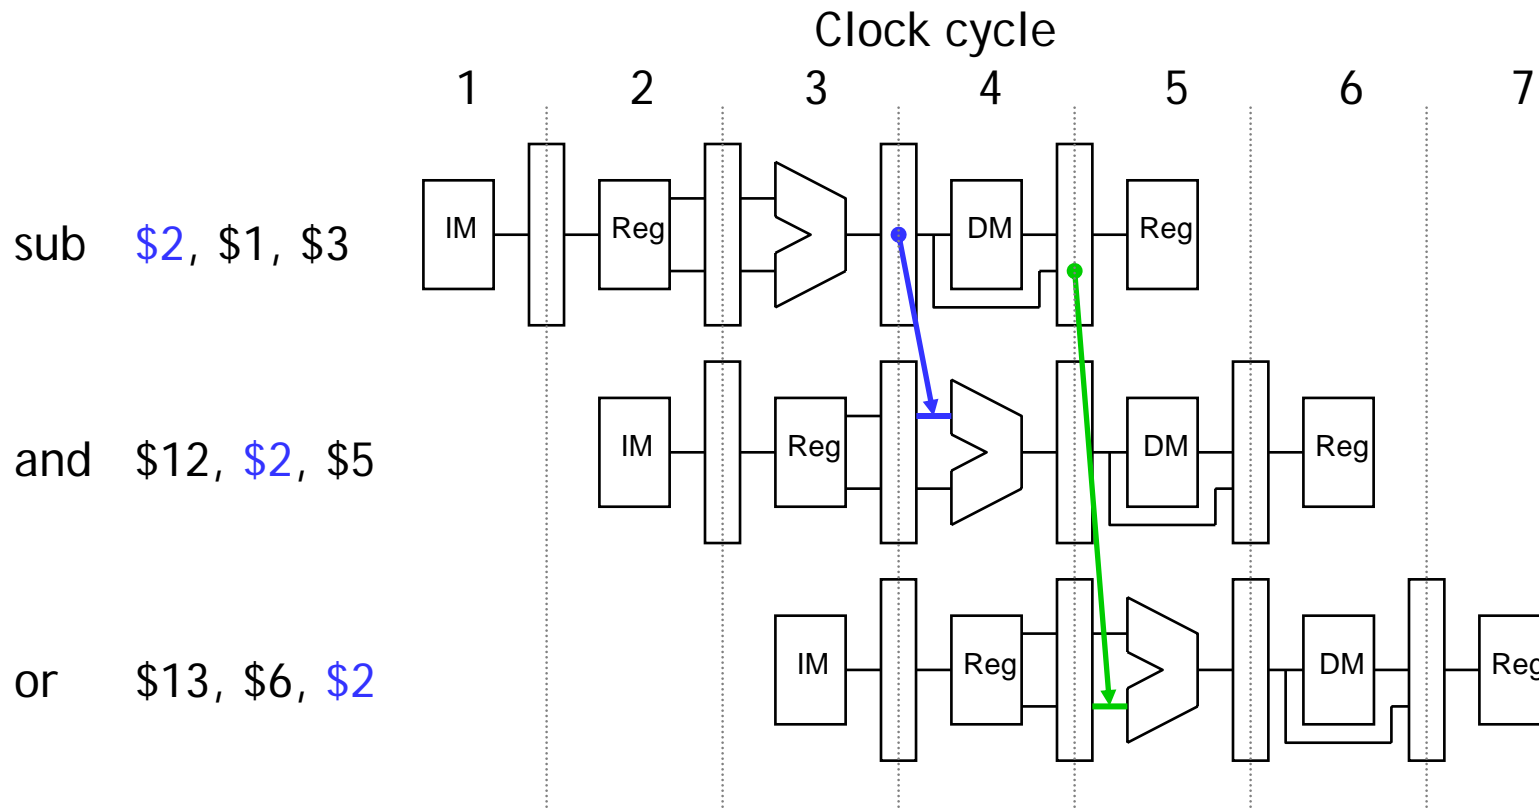 Clock cycle
1 2 3 4 5 6 7
sub $2, $1, $3 IM Reg DM Reg
and $12, $2, $5 IM Reg DM Reg
or $13, $6, $2 IM Reg DM Reg